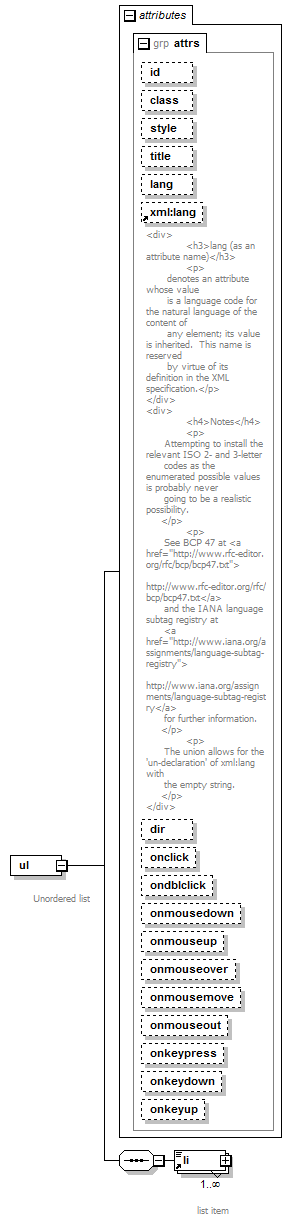 attributes
grp attrs
id
class
style
title
lang
xml:lang
<div>
<h3>lang (as an
attribute name)</h3>
<p>
denotes an attribute
whose value
is a language code for
the natural language of the
content of
any element; its value
is inherited.  This name is
reserved
by virtue of its
definition in the XML
specification.</p>
</div>
<div>
<h4>Notes</h4>
<p>
Attempting to install the
relevant ISO 2- and 3-letter
codes as the
enumerated possible values
is probably never
going to be a realistic
possibility.
</p>
<p>
See BCP 47 at <a
href="http://www.rfc-editor.
org/rfc/bcp/bcp47.txt">
http://www.rfc-editor.org/rfc/
bcp/bcp47.txt</a>
and the IANA language
subtag registry at
<a
href="http://www.iana.org/a
ssignments/language-subtag-
registry">
http://www.iana.org/assign
ments/language-subtag-regist
ry</a>
for further information.
</p>
<p>
The union allows for the
'un-declaration' of xml:lang
with
the empty string.
</p>
</div>
dir
onclick
ondblclick
onmousedown
onmouseup
onmouseover
onmousemove
onmouseout
onkeypress
onkeydown
onkeyup
ul
Unordered list
li
1..∞
list item